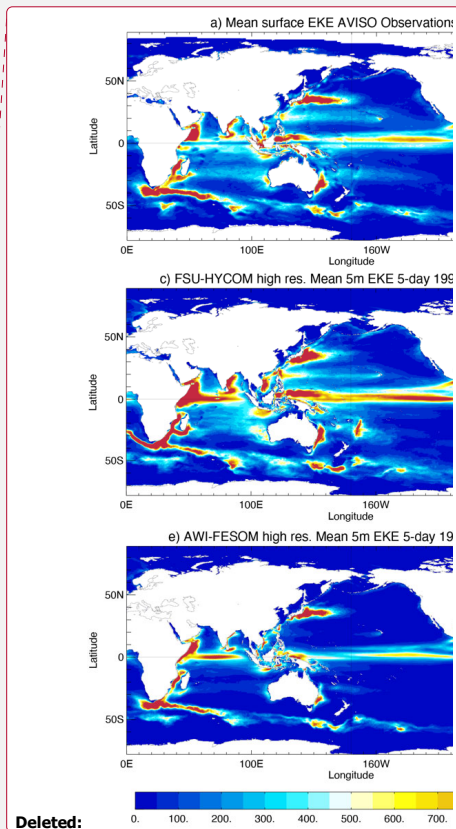 a) Mean surface EKE AVISO Observations
50N
0
50S
Latitude
0E 100E 160W
Longitude
c) FSU-HYCOM high res. Mean 5m EKE 5-day 199
50N
0
50S
Latitude
0E 100E 160W
Longitude
e) AWI-FESOM high res. Mean 5m EKE 5-day 19
50N
0
50S
Latitude
0E 100E 160W
Longitude
0. 100. 200. 300. 400. 500. 600. 700.
Deleted: